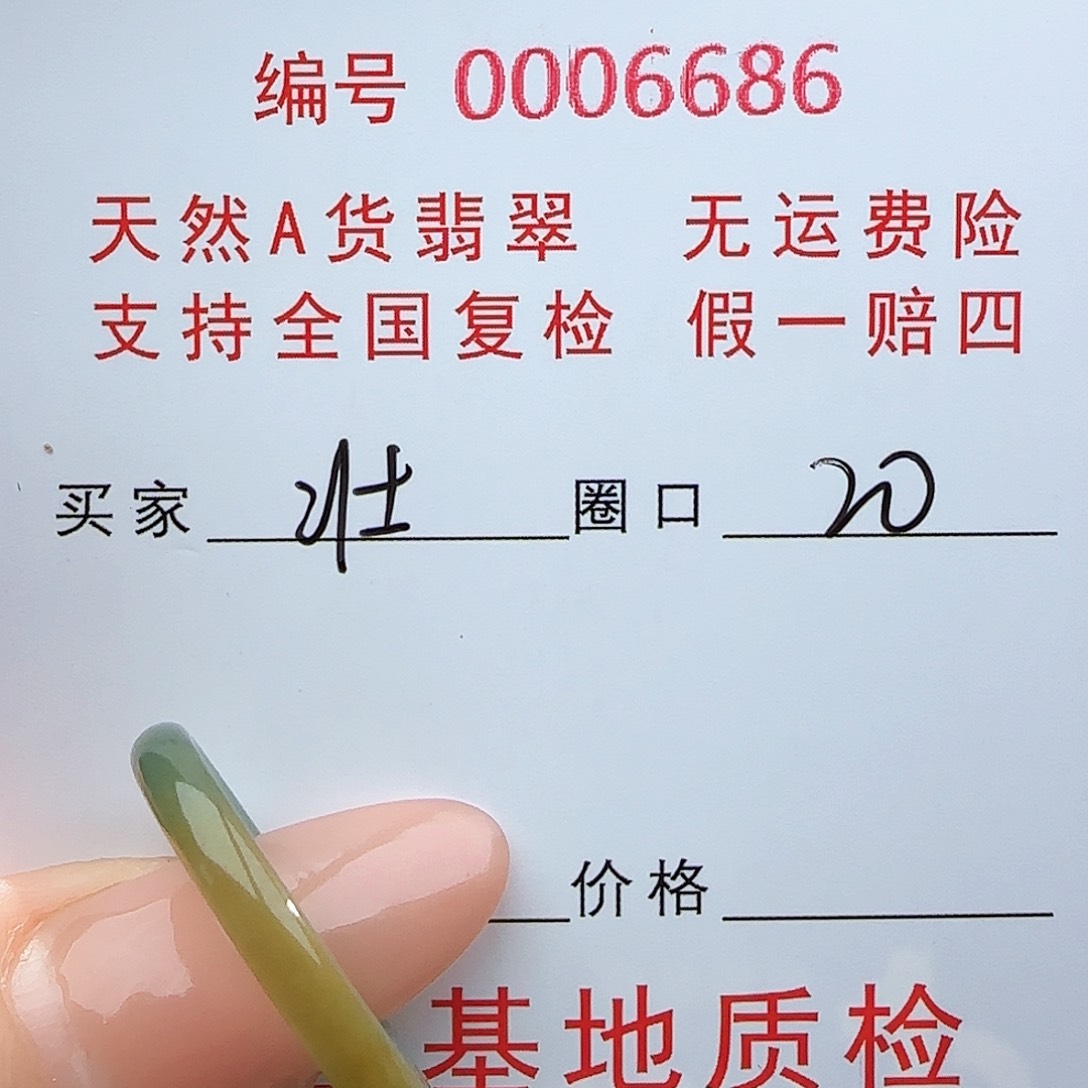 编号 0006686
天然A货翡翠 无运费险
支持全国复检 假一赔四
买家 壮 圈口 20
价格
基地质检